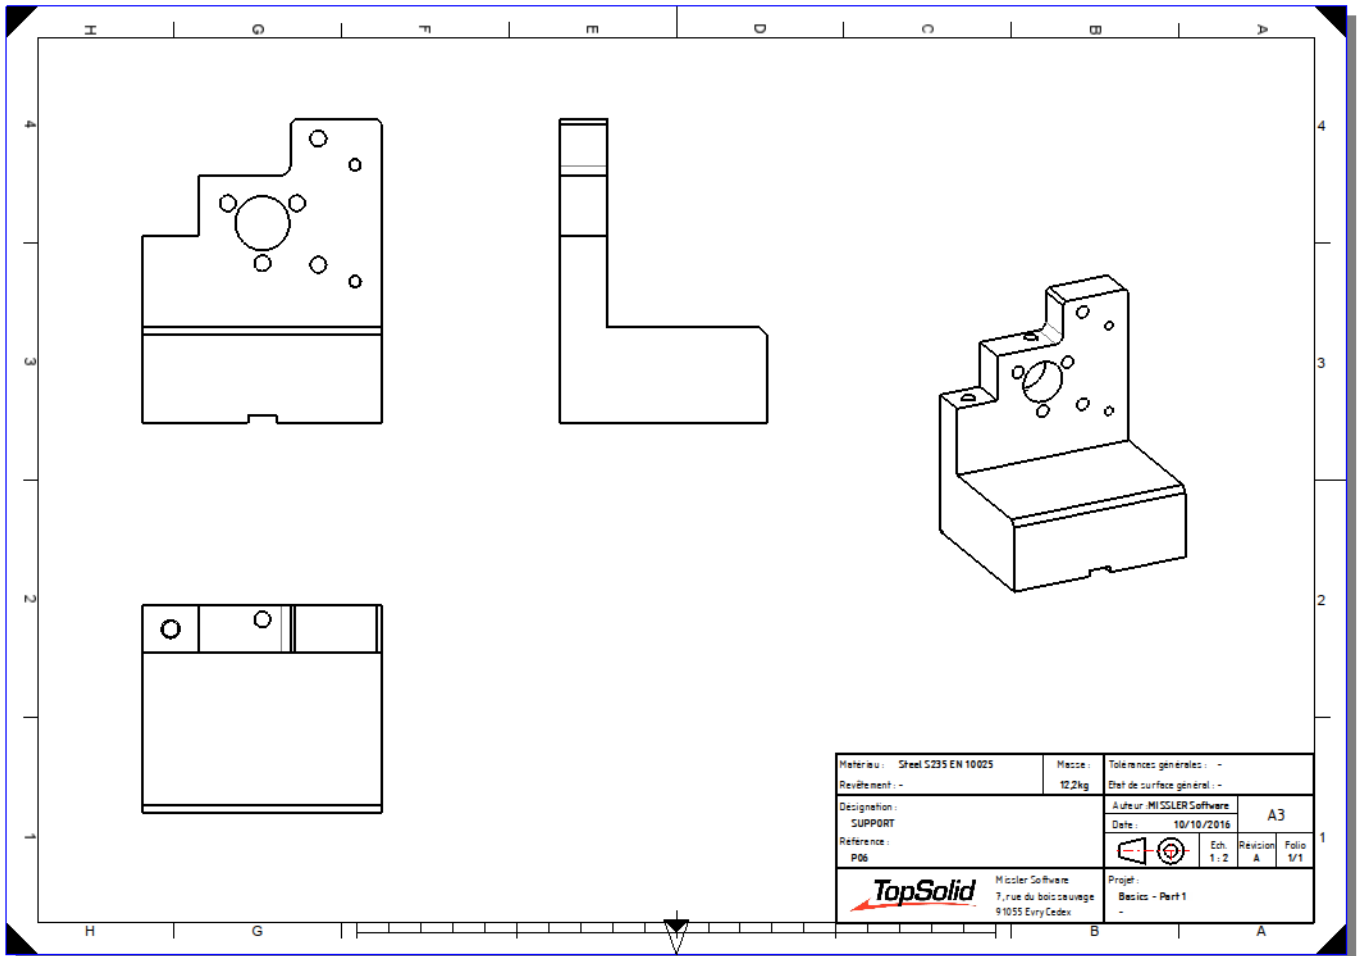 H G F E D C B A
4 4
3 3
2 2
1 1
Matériau : Steel S235 EN 10025
Masse :
Tolérances générales : -
Revêtement : -
12,2kg
Etat de surface général : -
Désignation :
SUPPORT
Auteur :MISSLER Software
A3
Date : 10/10/2016
Référence :
P06
Ech. Révision Folio
1 : 2 A 1/1
TopSolid
Missler Software
7, rue du bois sauvage
91055 Evry Cedex
Projet :
Basics - Part 1
-
H G B A